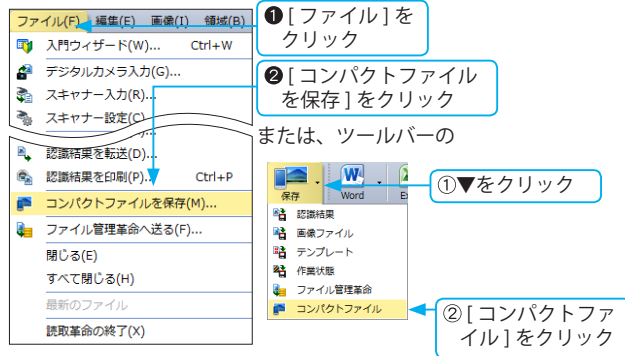 ファイル(F) 編集(E) 画像(I) 領域(B)
入門ウィザード(W)... Ctrl+W
デジタルカメラ入力(G)...
スキャナー入力(R)...
スキャナー設定(C)
認識結果を転送(D)...
認識結果を印刷(P)... Ctrl+P
コンパクトファイルを保存(M)...
ファイル管理革命へ送る(F)...
閉じる(E)
すべて閉じる(H)
最新のファイル
読取革命の終了(X)
❶ [ ファイル ] を
クリック
❷ [ コンパクトファイル
を保存 ] をクリック
または、ツールバーの
保存 Word
認識結果
画像ファイル
テンプレート
作業状態
ファイル管理革命
コンパクトファイル
①▼をクリック
② [ コンパクトファ
イル ] をクリック